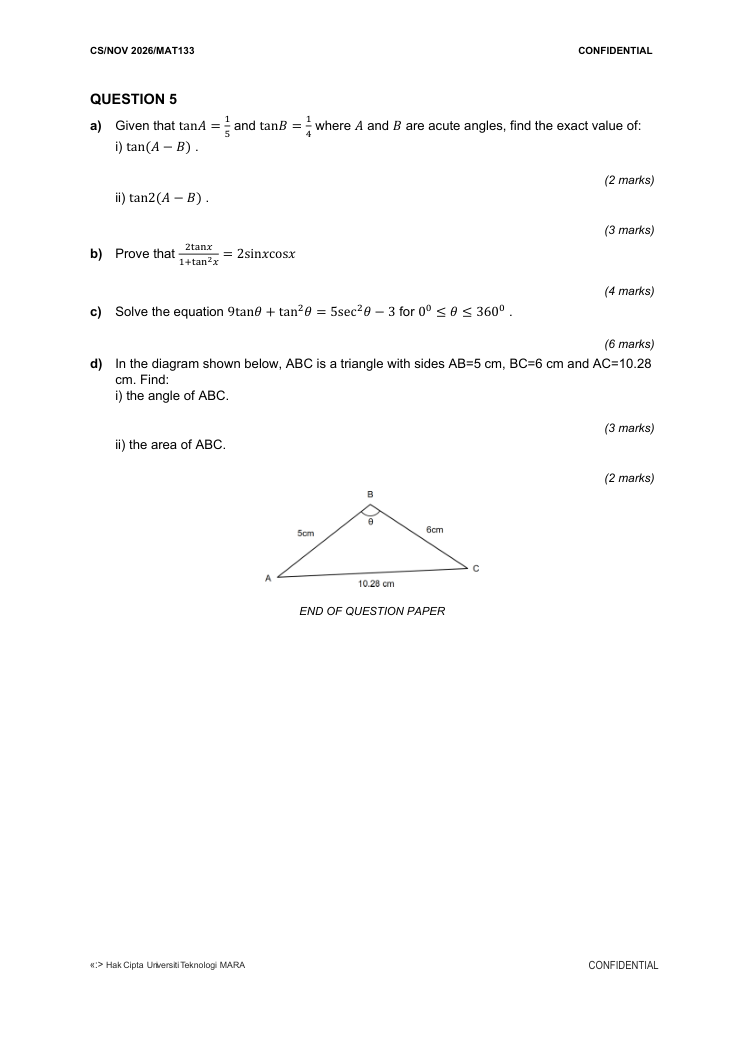 CS/NOV 2026/MAT133 CONFIDENTIAL
QUESTION 5
a) Given that tanA = 1/5 and tanB = 1/4 where A and B are acute angles, find the exact value of:
i) tan(A − B) .
(2 marks)
ii) tan2(A − B) .
(3 marks)
b) Prove that 2tanx/1+tan²x = 2sinxcosx
(4 marks)
c) Solve the equation 9tanθ + tan²θ = 5sec²θ − 3 for 0⁰ ≤ θ ≤ 360⁰ .
(6 marks)
d) In the diagram shown below, ABC is a triangle with sides AB=5 cm, BC=6 cm and AC=10.28
cm. Find:
i) the angle of ABC.
(3 marks)
ii) the area of ABC.
(2 marks)
B
θ
5cm 6cm
A C
10.28 cm
END OF QUESTION PAPER
«:> Hak Cipta Universiti Teknologi MARA CONFIDENTIAL